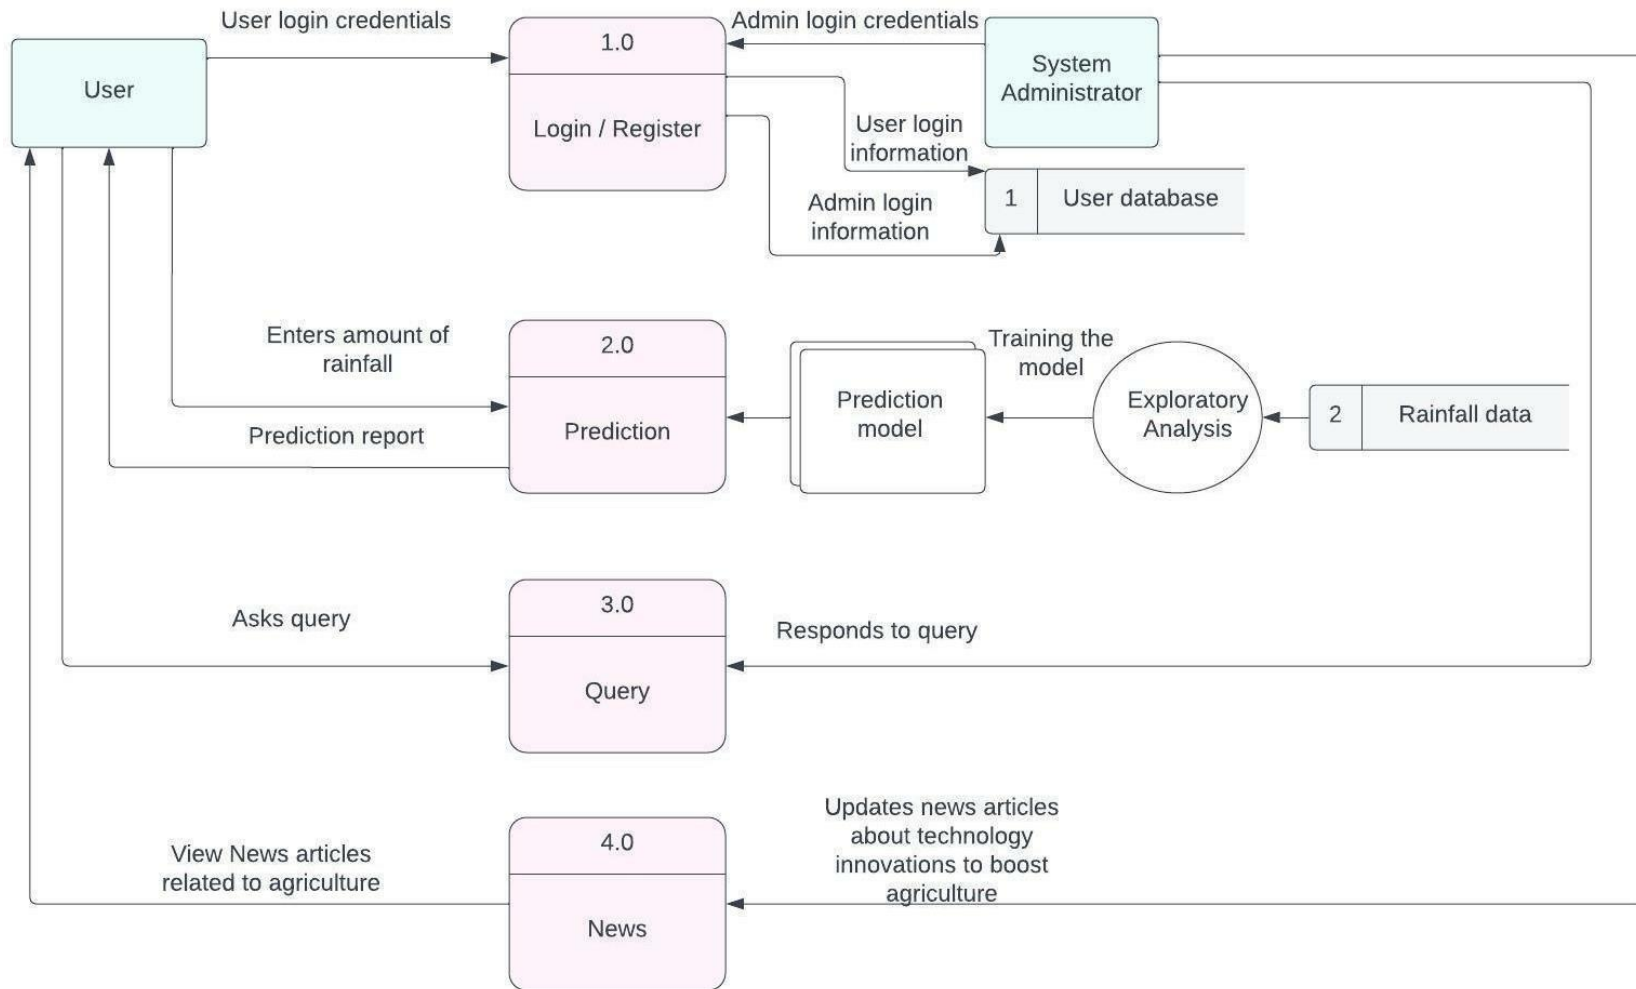 User login credentials
Admin login credentials
User
1.0
Login / Register
System
Administrator
User login
information
1
User database
Admin login
information
Enters amount of
rainfall
2.0
Prediction
Prediction report
Prediction
model
Training the
model
Exploratory
Analysis
2
Rainfall data
Asks query
3.0
Query
Responds to query
View News articles
related to agriculture
4.0
News
Updates news articles
about technology
innovations to boost
agriculture